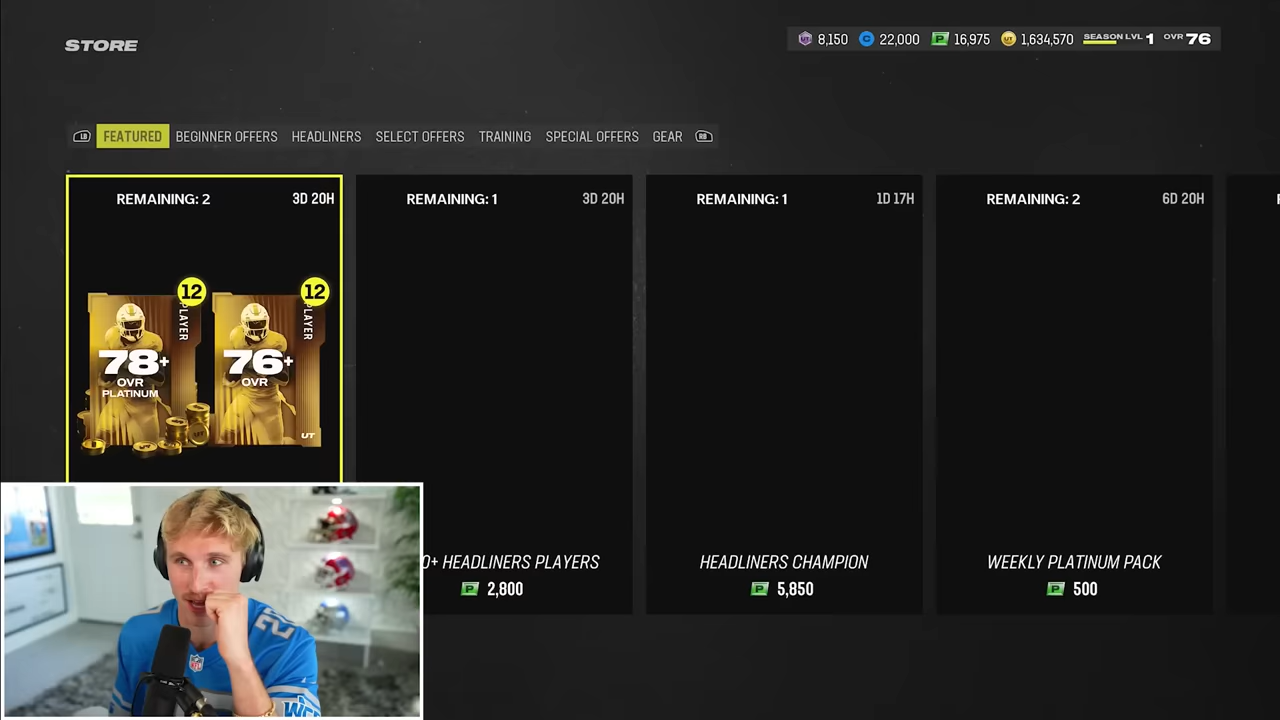 STORE
8,150 22,000 16,975 1,634,570 SEASON LVL 1 OVR 76
LB FEATURED BEGINNER OFFERS HEADLINERS SELECT OFFERS TRAINING SPECIAL OFFERS GEAR RB
REMAINING: 2 3D 20H
12 12
PLAYER PLAYER
78+ 76+
OVR OVR
PLATINUM
UT
REMAINING: 1 3D 20H
0+ HEADLINERS PLAYERS
P 2,800
REMAINING: 1 1D 17H
HEADLINERS CHAMPION
P 5,850
REMAINING: 2 6D 20H
WEEKLY PLATINUM PACK
P 500
NFL